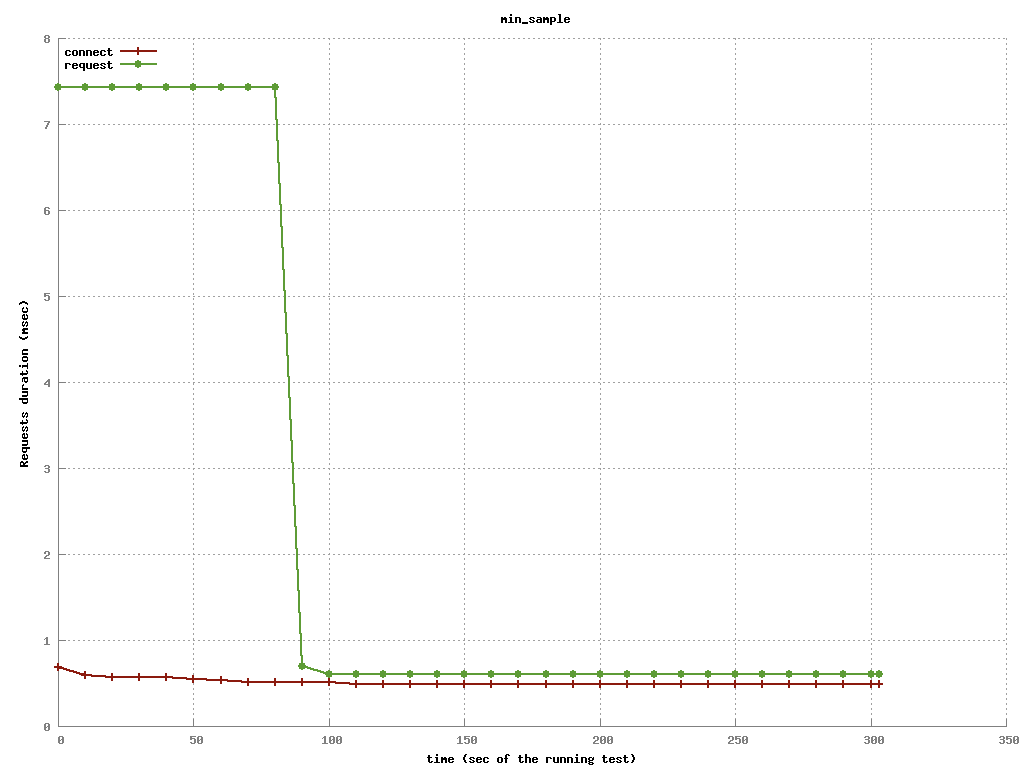 min_sample
connect
request
8
7
6
5
4
3
2
1
0
Requests duration (msec)
0 50 100 150 200 250 300 350
time (sec of the running test)